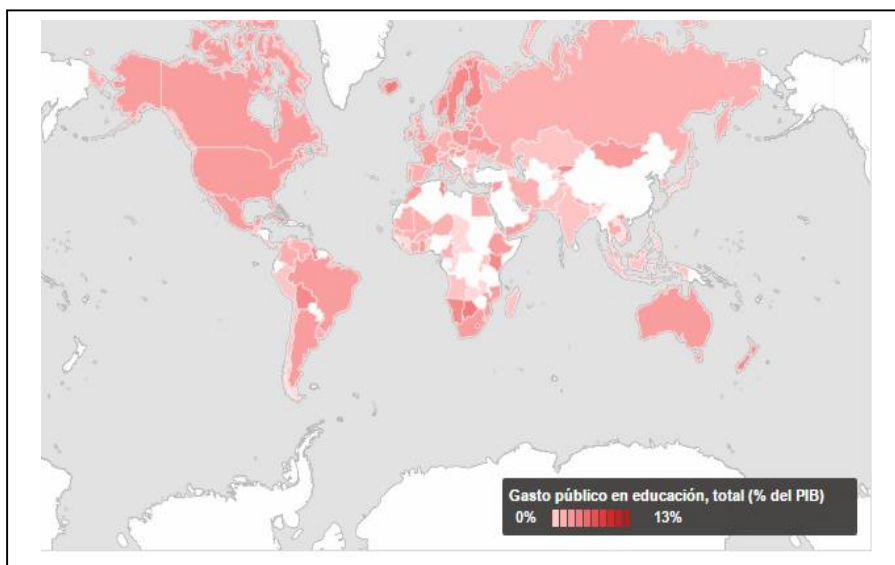 Gasto público en educación, total (% del PIB)
0% 13%